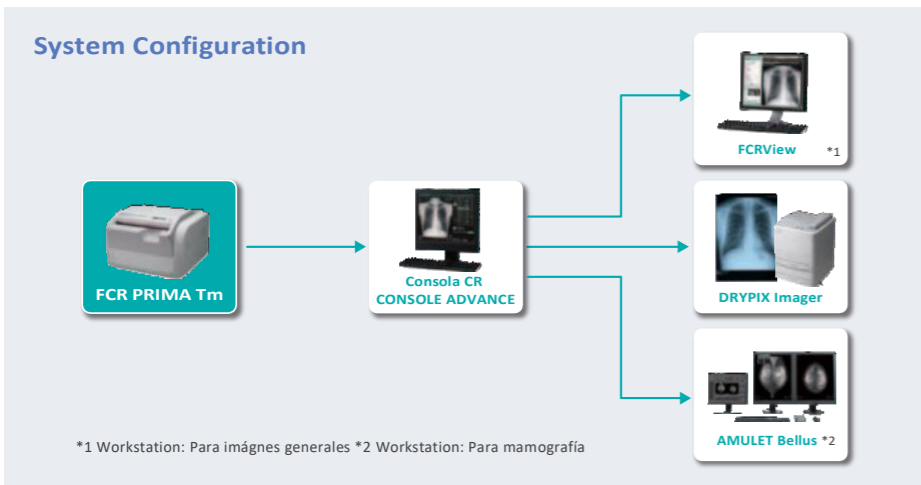 System Configuration
FCRView *1
FCR PRIMA Tm
Consola CR
CONSOLE ADVANCE
DRYPIX Imager
AMULET Bellus *2
*1 Workstation: Para imágnes generales *2 Workstation: Para mamografía